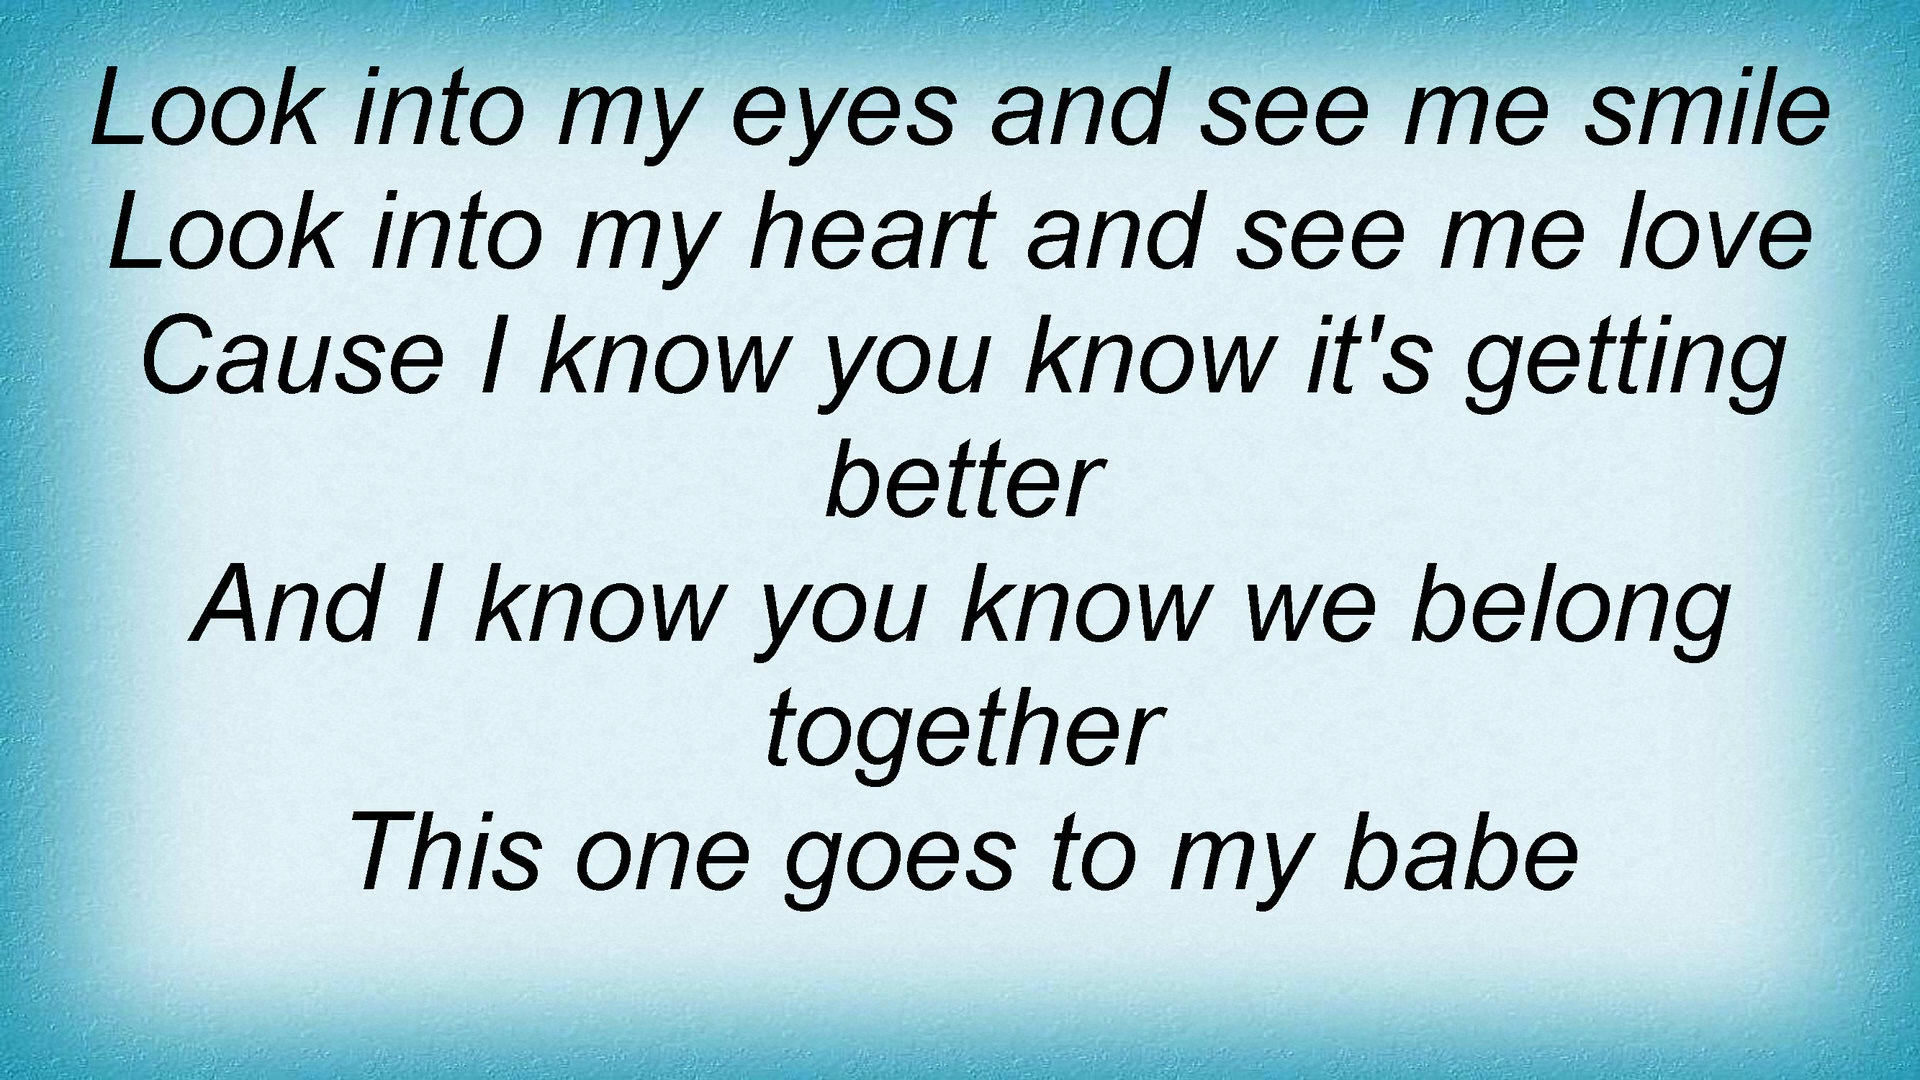 Look into my eyes and see me smile
Look into my heart and see me love
Cause I know you know it's getting
better
And I know you know we belong
together
This one goes to my babe